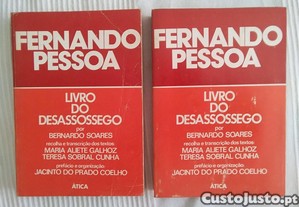 FERNANDO
PESSOA
LIVRO
DO
DESASSOSSEGO
por
BERNARDO SOARES
recolha e transcrição dos textos
MARIA ALIETE GALHOZ
TERESA SOBRAL CUNHA
prefácio e organização
JACINTO DO PRADO COELHO
ÁTICA
FERNANDO
PESSOA
LIVRO
DO
DESASSOSSEGO
por
BERNARDO SOARES
recolha e transcrição dos textos
MARIA ALIETE GALHOZ
TERESA SOBRAL CUNHA
prefácio e organização
JACINTO DO PRADO COELHO
ÁTICA
CustoJusto.pt